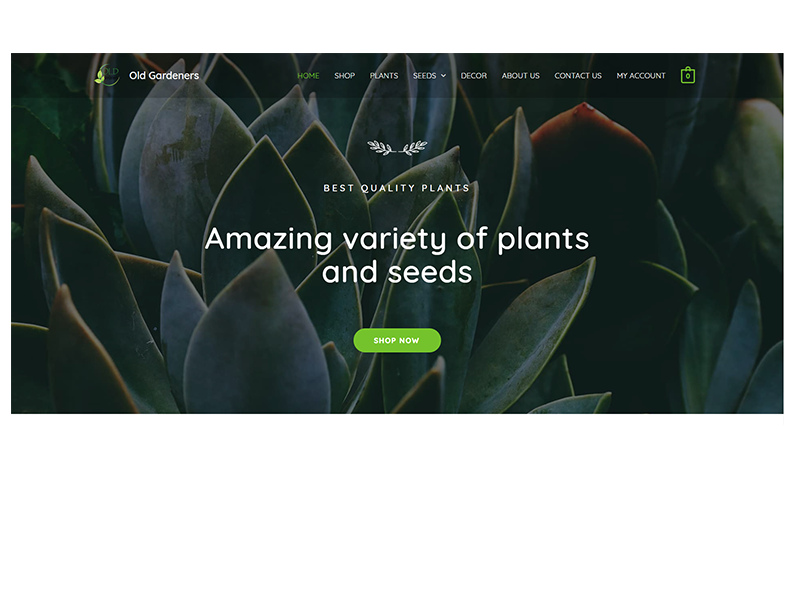 Old Gardeners
HOME SHOP PLANTS SEEDS DECOR ABOUT US CONTACT US MY ACCOUNT 0
BEST QUALITY PLANTS
Amazing variety of plants
and seeds
SHOP NOW